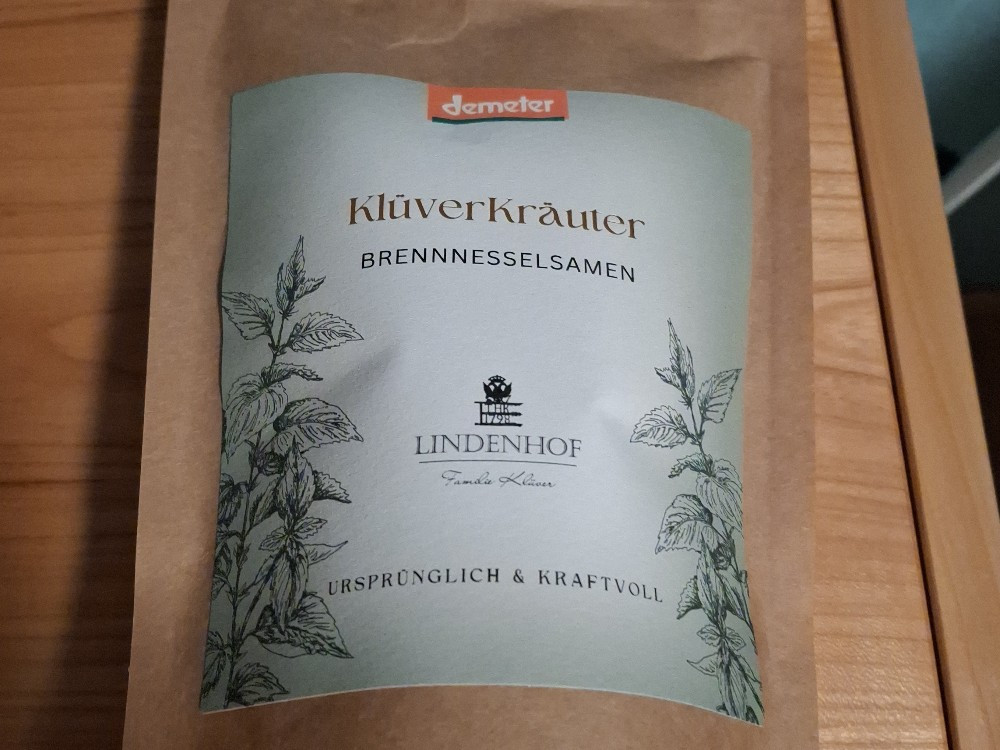 demeter
KlüverKräuter
BRENNNESSELSAMEN
1798
LINDENHOF
Familie Klüver
URSPRÜNGLICH & KRAFTVOLL